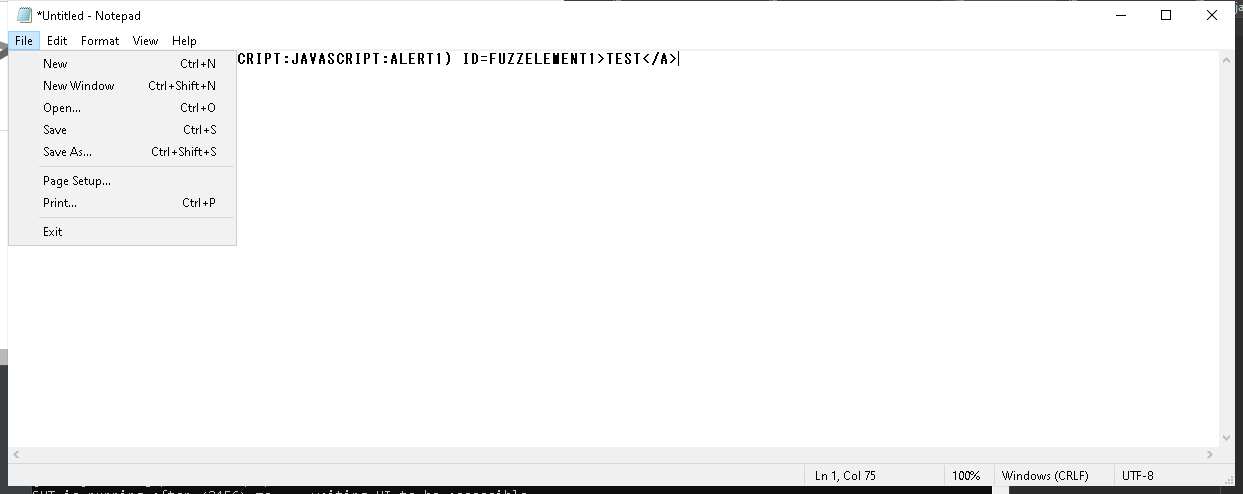 *Untitled - Notepad
File Edit Format View Help
CRIPT:JAVASCRIPT:ALERT1) ID=FUZZELEMENT1>TEST</A>
New Ctrl+N
New Window Ctrl+Shift+N
Open... Ctrl+O
Save Ctrl+S
Save As... Ctrl+Shift+S
Page Setup...
Print... Ctrl+P
Exit
Ln 1, Col 75 100% Windows (CRLF) UTF-8